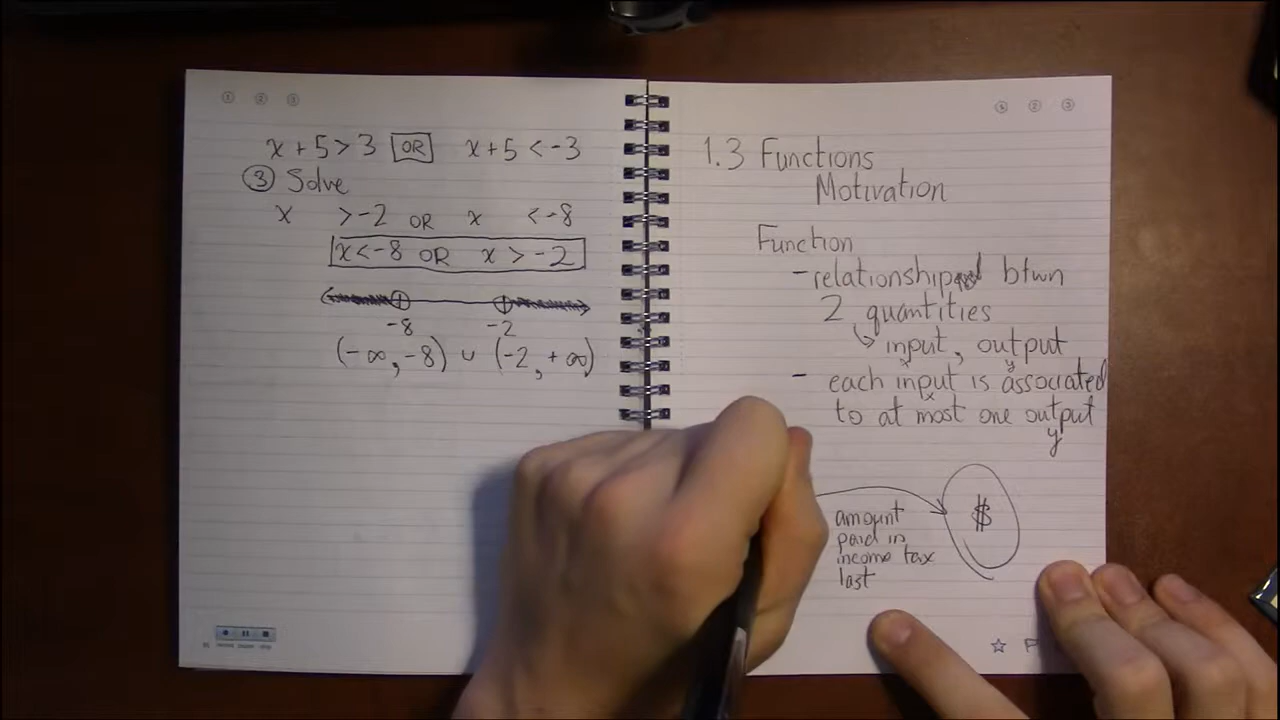 x + 5 > 3 OR x + 5 < -3
③ Solve
x > -2 OR x < -8
x < -8 OR x > -2
-8 -2
(-∞, -8) ∪ (-2, +∞)
1.3 Functions
Motivation
Function
- relationship btwn
2 quantities
↳ input, output
x y
- each input is associated
x
to at most one output
y
amount
paid in
income tax
last
$